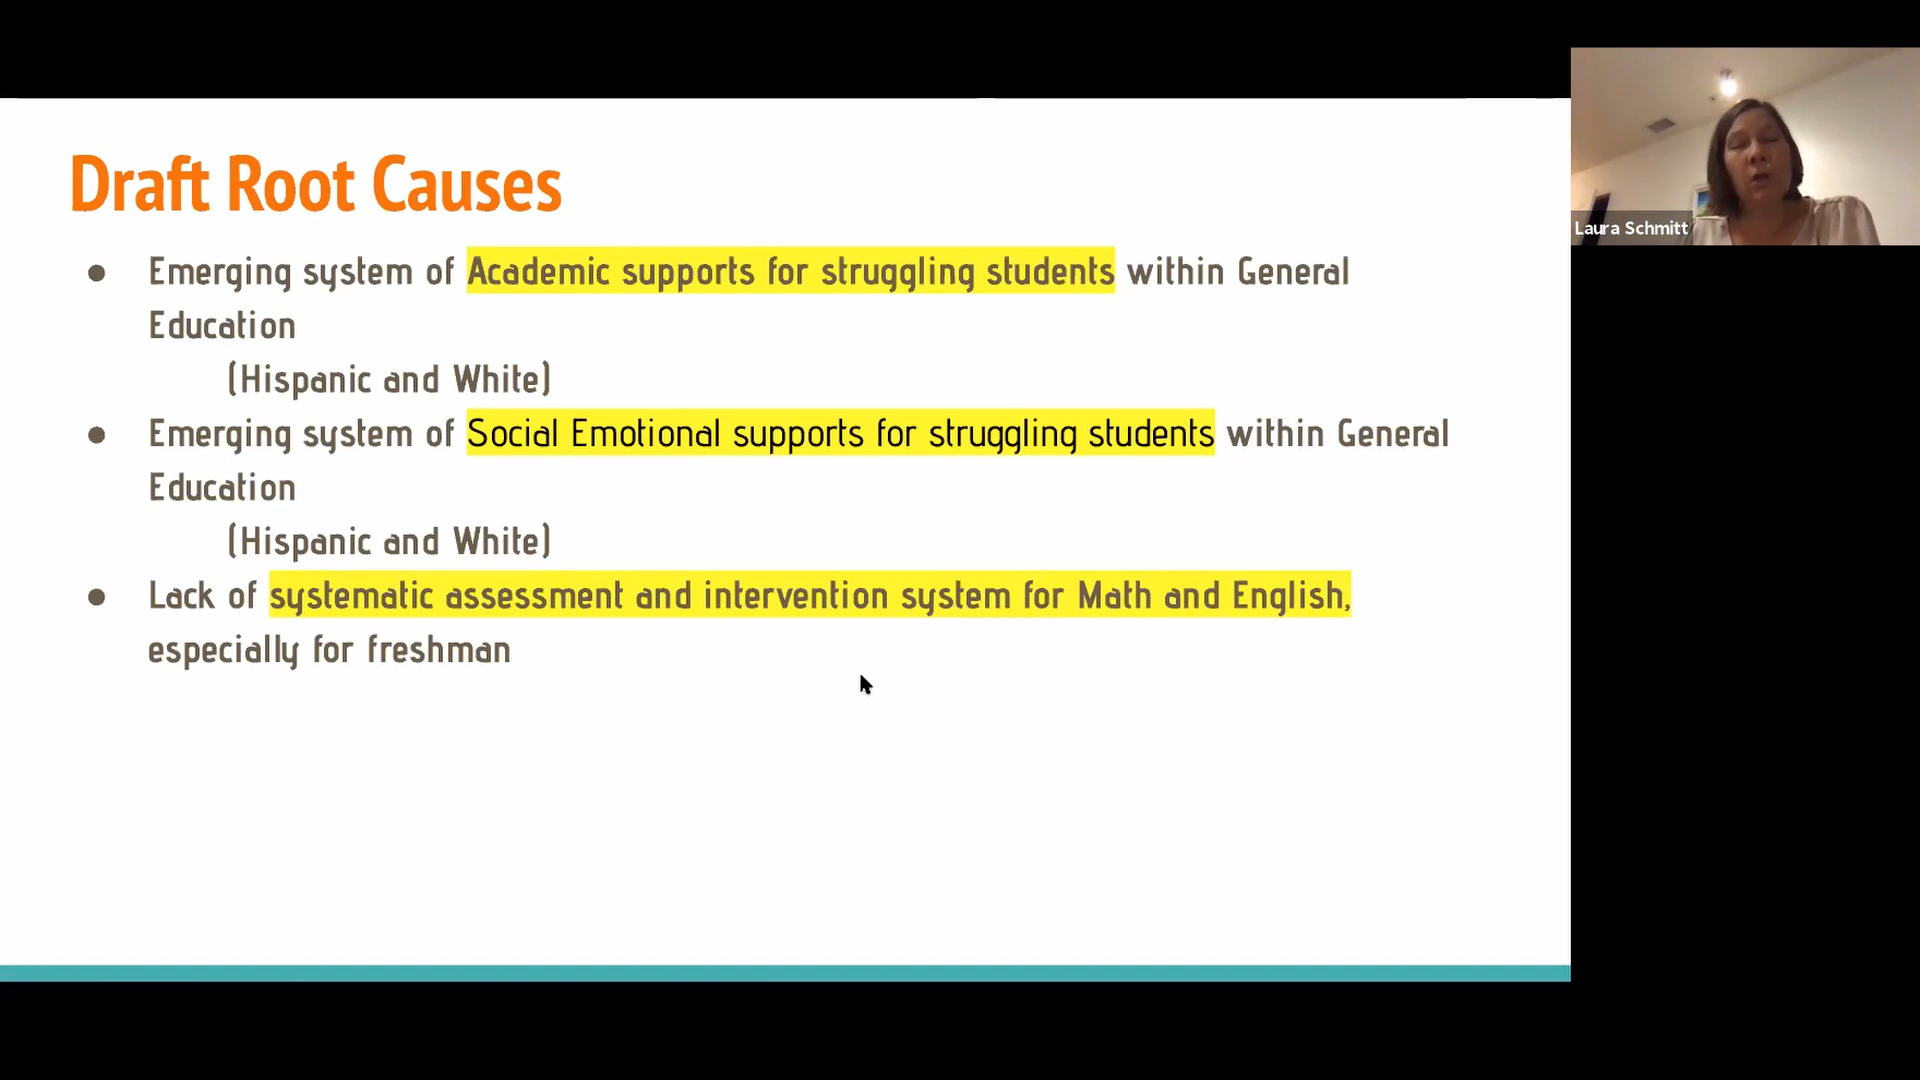 Draft Root Causes
● Emerging system of Academic supports for struggling students within General
Education
(Hispanic and White)
● Emerging system of Social Emotional supports for struggling students within General
Education
(Hispanic and White)
● Lack of systematic assessment and intervention system for Math and English,
especially for freshman
Laura Schmitt